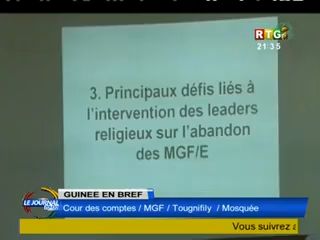 RTG
21:35
3. Principaux défis liés à
l'intervention des leaders
religieux sur l'abandon
des MGF/E
GUINEE EN BREF
LE JOURNAL
Cour des comptes / MGF / Tougnifily / Mosquée
Vous suivrez a